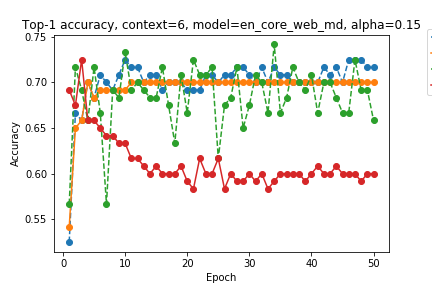 Top-1 accuracy, context=6, model=en_core_web_md, alpha=0.15
0.75
0.70
0.65
0.60
0.55
Accuracy
0 10 20 30 40 50
Epoch